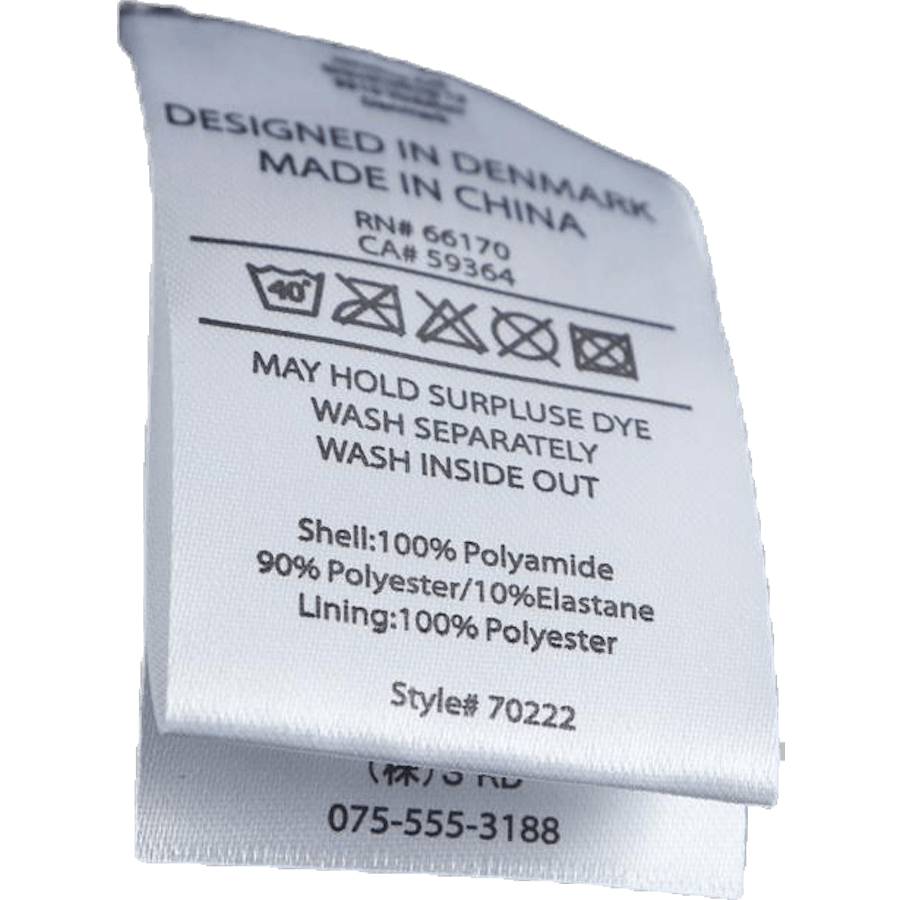 DESIGNED IN DENMARK
MADE IN CHINA
RN# 66170
CA# 59364
40°
MAY HOLD SURPLUSE DYE
WASH SEPARATELY
WASH INSIDE OUT
Shell:100% Polyamide
90% Polyester/10%Elastane
Lining:100% Polyester
Style# 70222
(株)
075-555-3188